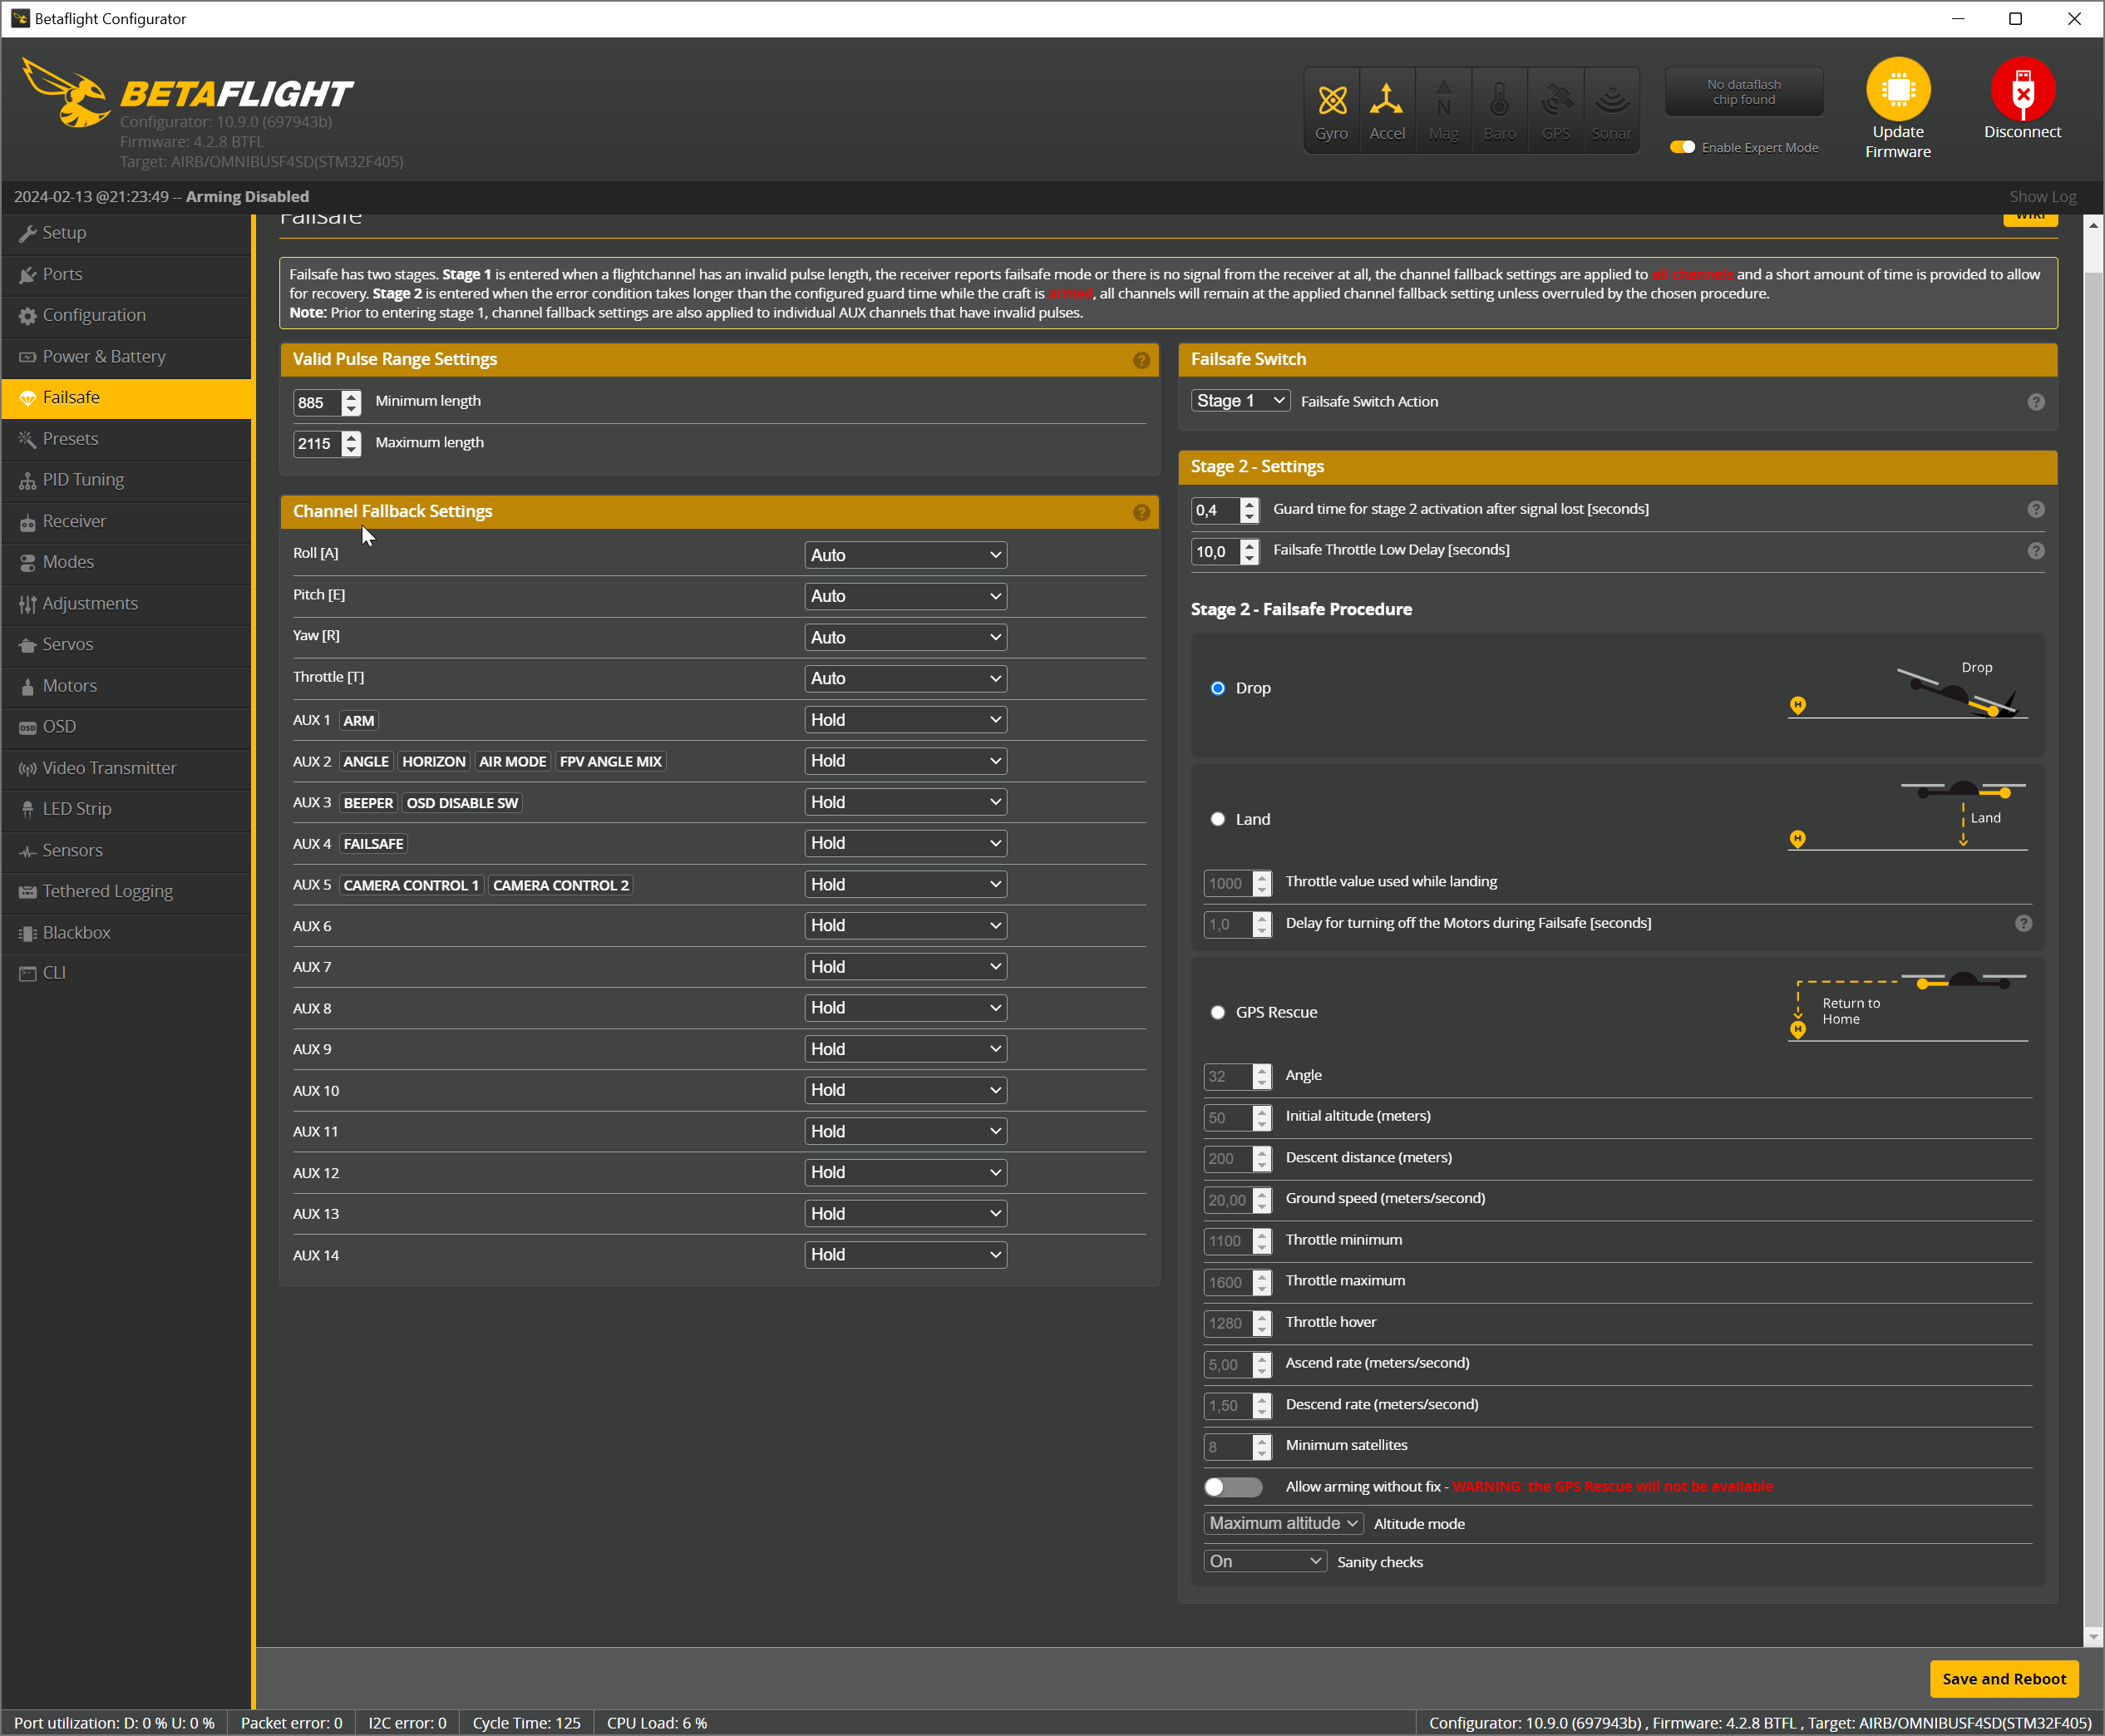 Betaflight Configurator
BETAFLIGHT
Configurator: 10.9.0 (697943b)
Firmware: 4.2.8 BTFL
Target: AIRB/OMNIBUSF4SD(STM32F405)
Gyro
Accel
Mag
Baro
GPS
Sonar
No dataflash
chip found
Enable Expert Mode
Update
Firmware
Disconnect
2024-02-13 @21:23:49 -- Arming Disabled
Show Log
Setup
Ports
Configuration
Power & Battery
Failsafe
Presets
PID Tuning
Receiver
Modes
Adjustments
Servos
Motors
OSD
Video Transmitter
LED Strip
Sensors
Tethered Logging
Blackbox
CLI
Failsafe
WIKI
Failsafe has two stages. Stage 1 is entered when a flightchannel has an invalid pulse length, the receiver reports failsafe mode or there is no signal from the receiver at all, the channel fallback settings are applied to all channels and a short amount of time is provided to allow
for recovery. Stage 2 is entered when the error condition takes longer than the configured guard time while the craft is armed, all channels will remain at the applied channel fallback setting unless overruled by the chosen procedure.
Note: Prior to entering stage 1, channel fallback settings are also applied to individual AUX channels that have invalid pulses.
Valid Pulse Range Settings
885 Minimum length
2115 Maximum length
Channel Fallback Settings
Roll [A] Auto
Pitch [E] Auto
Yaw [R] Auto
Throttle [T] Auto
AUX 1 ARM Hold
AUX 2 ANGLE HORIZON AIR MODE FPV ANGLE MIX Hold
AUX 3 BEEPER OSD DISABLE SW Hold
AUX 4 FAILSAFE Hold
AUX 5 CAMERA CONTROL 1 CAMERA CONTROL 2 Hold
AUX 6 Hold
AUX 7 Hold
AUX 8 Hold
AUX 9 Hold
AUX 10 Hold
AUX 11 Hold
AUX 12 Hold
AUX 13 Hold
AUX 14 Hold
Failsafe Switch
Stage 1 Failsafe Switch Action
Stage 2 - Settings
0,4 Guard time for stage 2 activation after signal lost [seconds]
10,0 Failsafe Throttle Low Delay [seconds]
Stage 2 - Failsafe Procedure
Drop
Drop
H
Land
Land
H
1000 Throttle value used while landing
1,0 Delay for turning off the Motors during Failsafe [seconds]
GPS Rescue
Return to
Home
H
32 Angle
50 Initial altitude (meters)
200 Descent distance (meters)
20,00 Ground speed (meters/second)
1100 Throttle minimum
1600 Throttle maximum
1280 Throttle hover
5,00 Ascend rate (meters/second)
1,50 Descend rate (meters/second)
8 Minimum satellites
Allow arming without fix - WARNING: the GPS Rescue will not be available
Maximum altitude Altitude mode
On Sanity checks
Save and Reboot
Port utilization: D: 0 % U: 0 %
Packet error: 0
I2C error: 0
Cycle Time: 125
CPU Load: 6 %
Configurator: 10.9.0 (697943b) , Firmware: 4.2.8 BTFL , Target: AIRB/OMNIBUSF4SD(STM32F405)